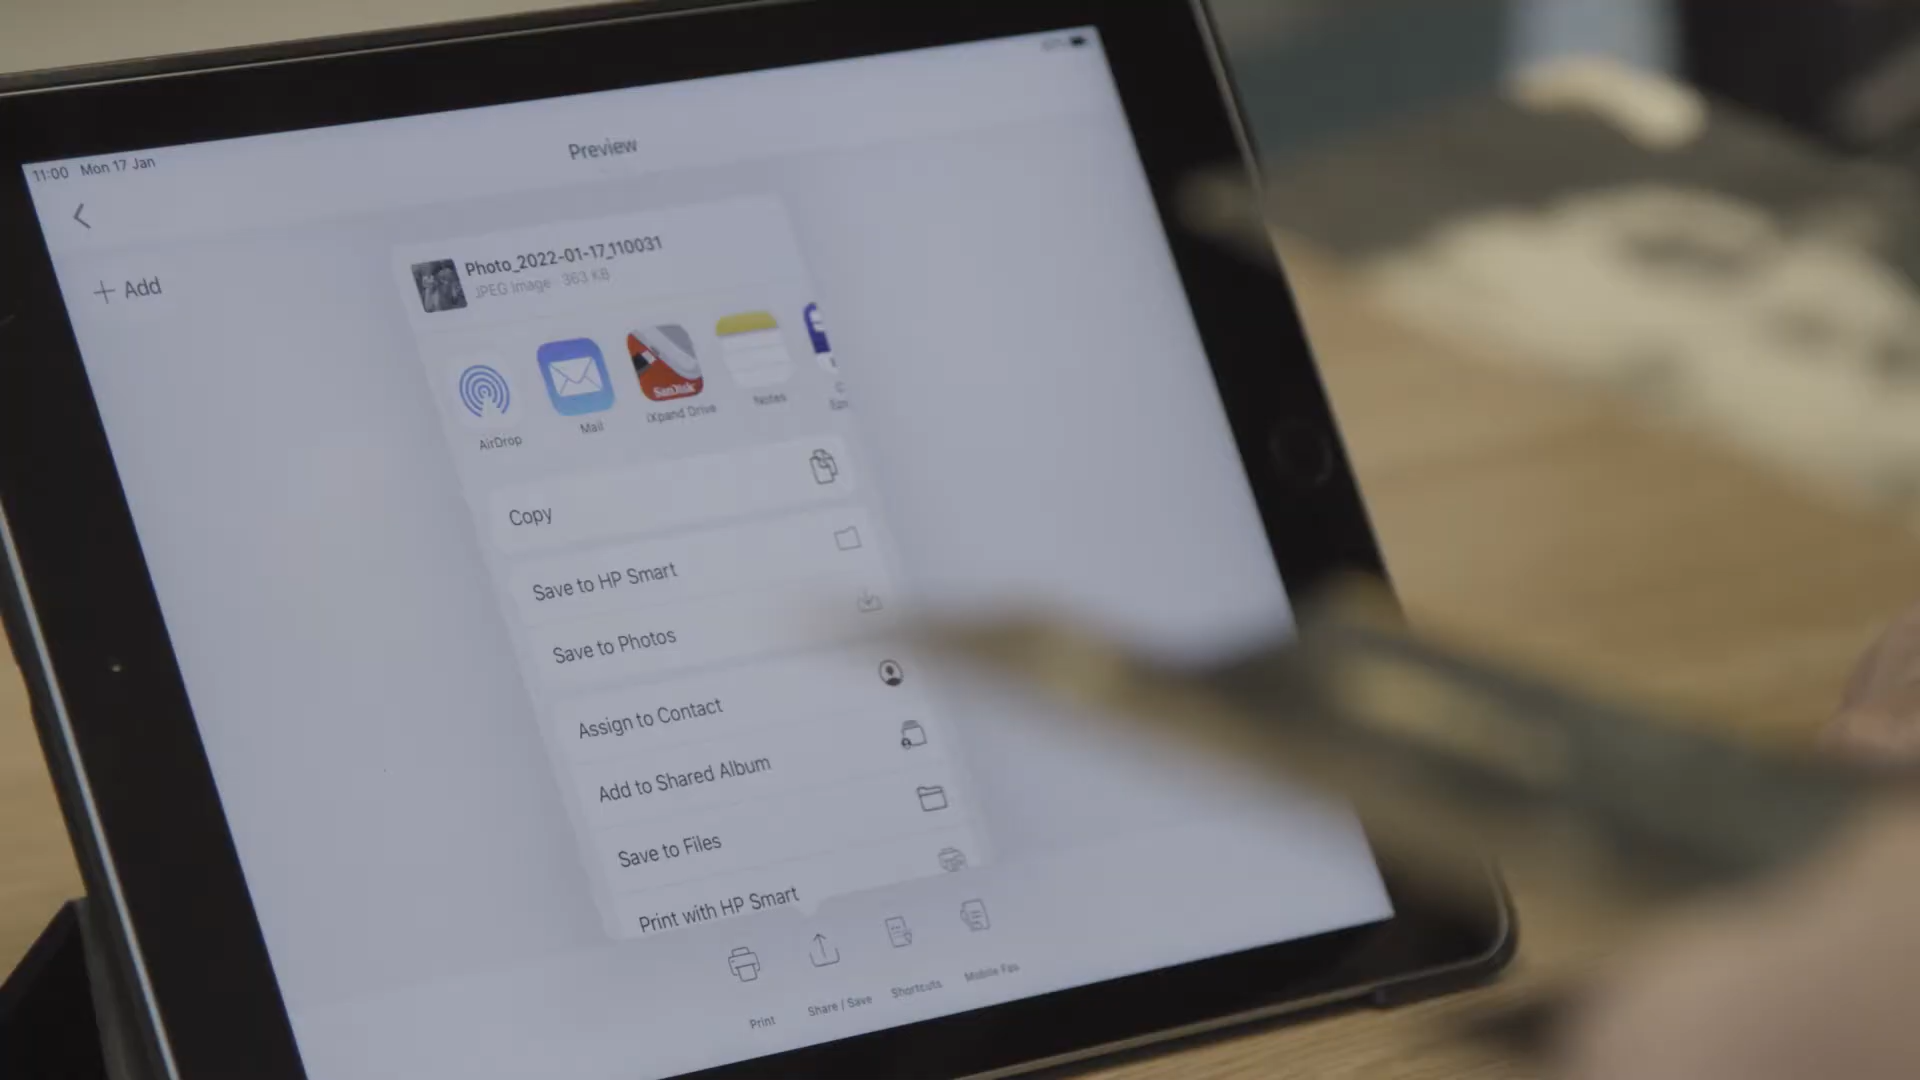 11:00 Mon 17 Jan
Preview
Add
Photo_2022-01-17_110031
JPEG Image 363 KB
SanDisk
AirDrop
Mail
iXpand Drive
Notes
Copy
Save to HP Smart
Save to Photos
Assign to Contact
Add to Shared Album
Save to Files
Print with HP Smart
Print
Share / Save
Shortcuts
Mobile Fax